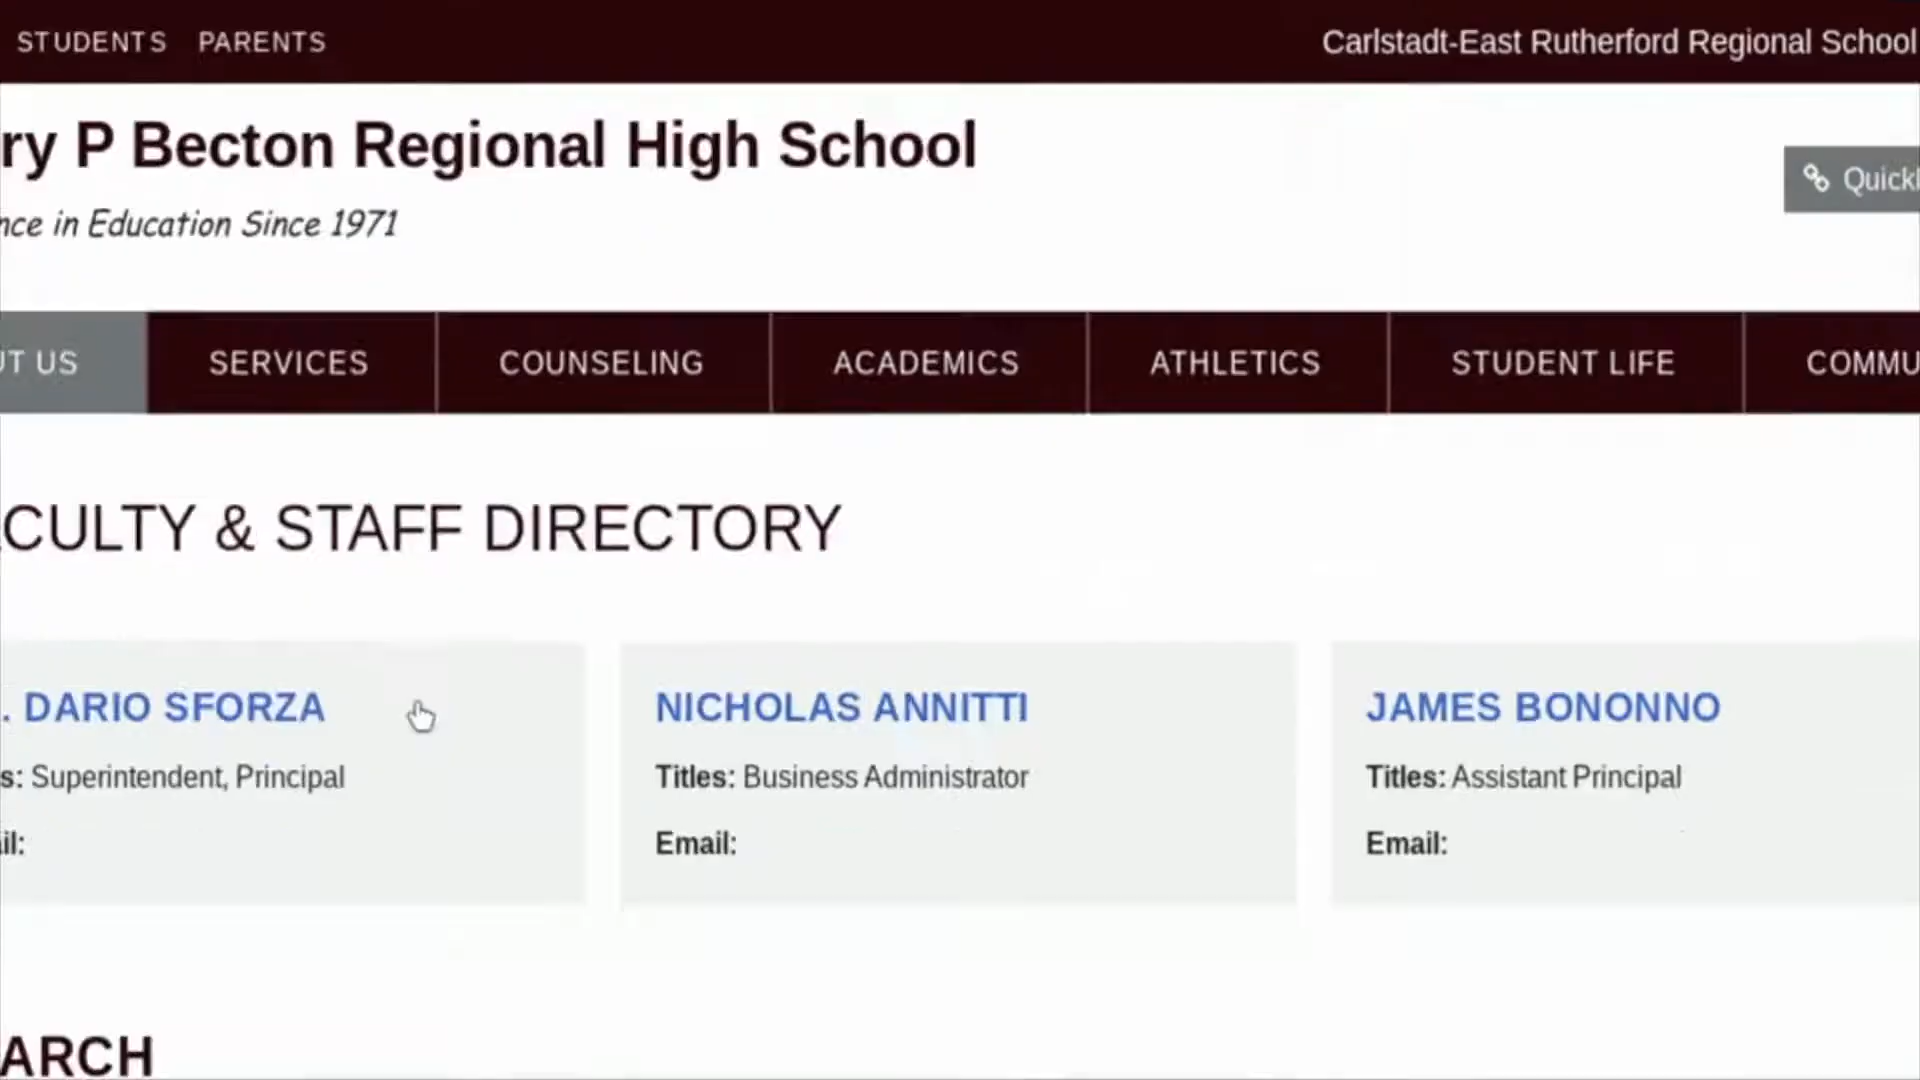 STUDENTS PARENTS Carlstadt-East Rutherford Regional School
ry P Becton Regional High School
Quickl
nce in Education Since 1971
UT US SERVICES COUNSELING ACADEMICS ATHLETICS STUDENT LIFE COMMU
CULTY & STAFF DIRECTORY
. DARIO SFORZA
s: Superintendent, Principal
il:
NICHOLAS ANNITTI
Titles: Business Administrator
Email:
JAMES BONONNO
Titles: Assistant Principal
Email:
ARCH